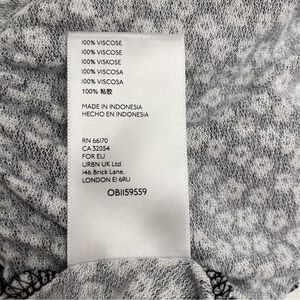 100% VISCOSE
100% VISCOSE
100% VISKOSE
100% VISCOSA
100% VISCOSA
100% 粘胶
MADE IN INDONESIA
HECHO EN INDONESIA
RN 66170
CA 32054
FOR EU
URBN UK Ltd.
146 Brick Lane,
LONDON E1 6RU
OB1159559